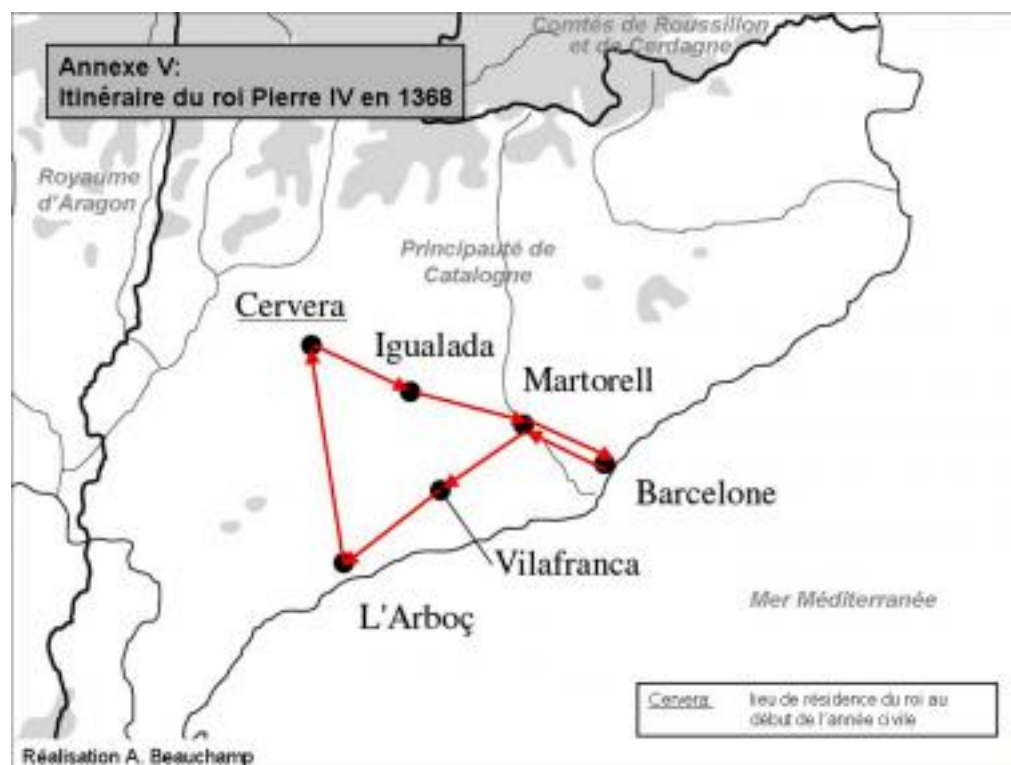 Comtés de Roussillon
et de Cerdagne
Annexe V:
Itinéraire du roi Pierre IV en 1368
Royaume
d'Aragon
Principauté de
Catalogne
Cervera
Igualada
Martorell
Barcelone
Vilafranca
L'Arboç
Mer Méditerranée
Cervera: lieu de résidence du roi au
début de l'année civile
Réalisation A. Beauchamp